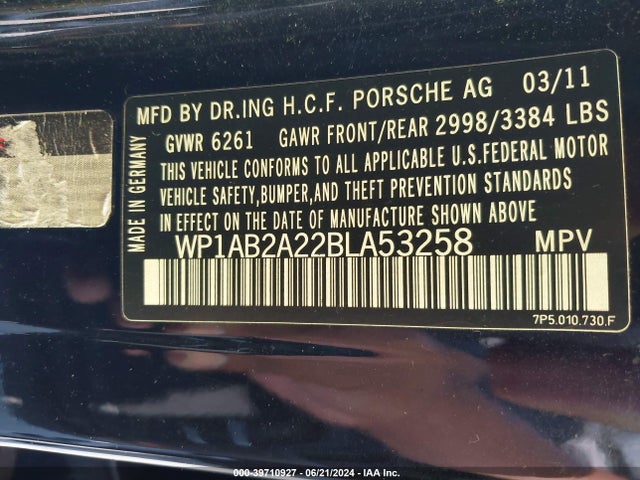 MFD BY DR.ING H.C.F. PORSCHE AG 03/11
GVWR 6261 GAWR FRONT/REAR 2998/3384 LBS
THIS VEHICLE CONFORMS TO ALL APPLICABLE U.S.FEDERAL MOTOR
VEHICLE SAFETY,BUMPER,AND THEFT PREVENTION STANDARDS
IN EFFECT ON THE DATE OF MANUFACTURE SHOWN ABOVE
WP1AB2A22BLA53258 MPV
MADE IN GERMANY
7P5.010.730.F
000-39710927 - 06/21/2024 - IAA Inc.